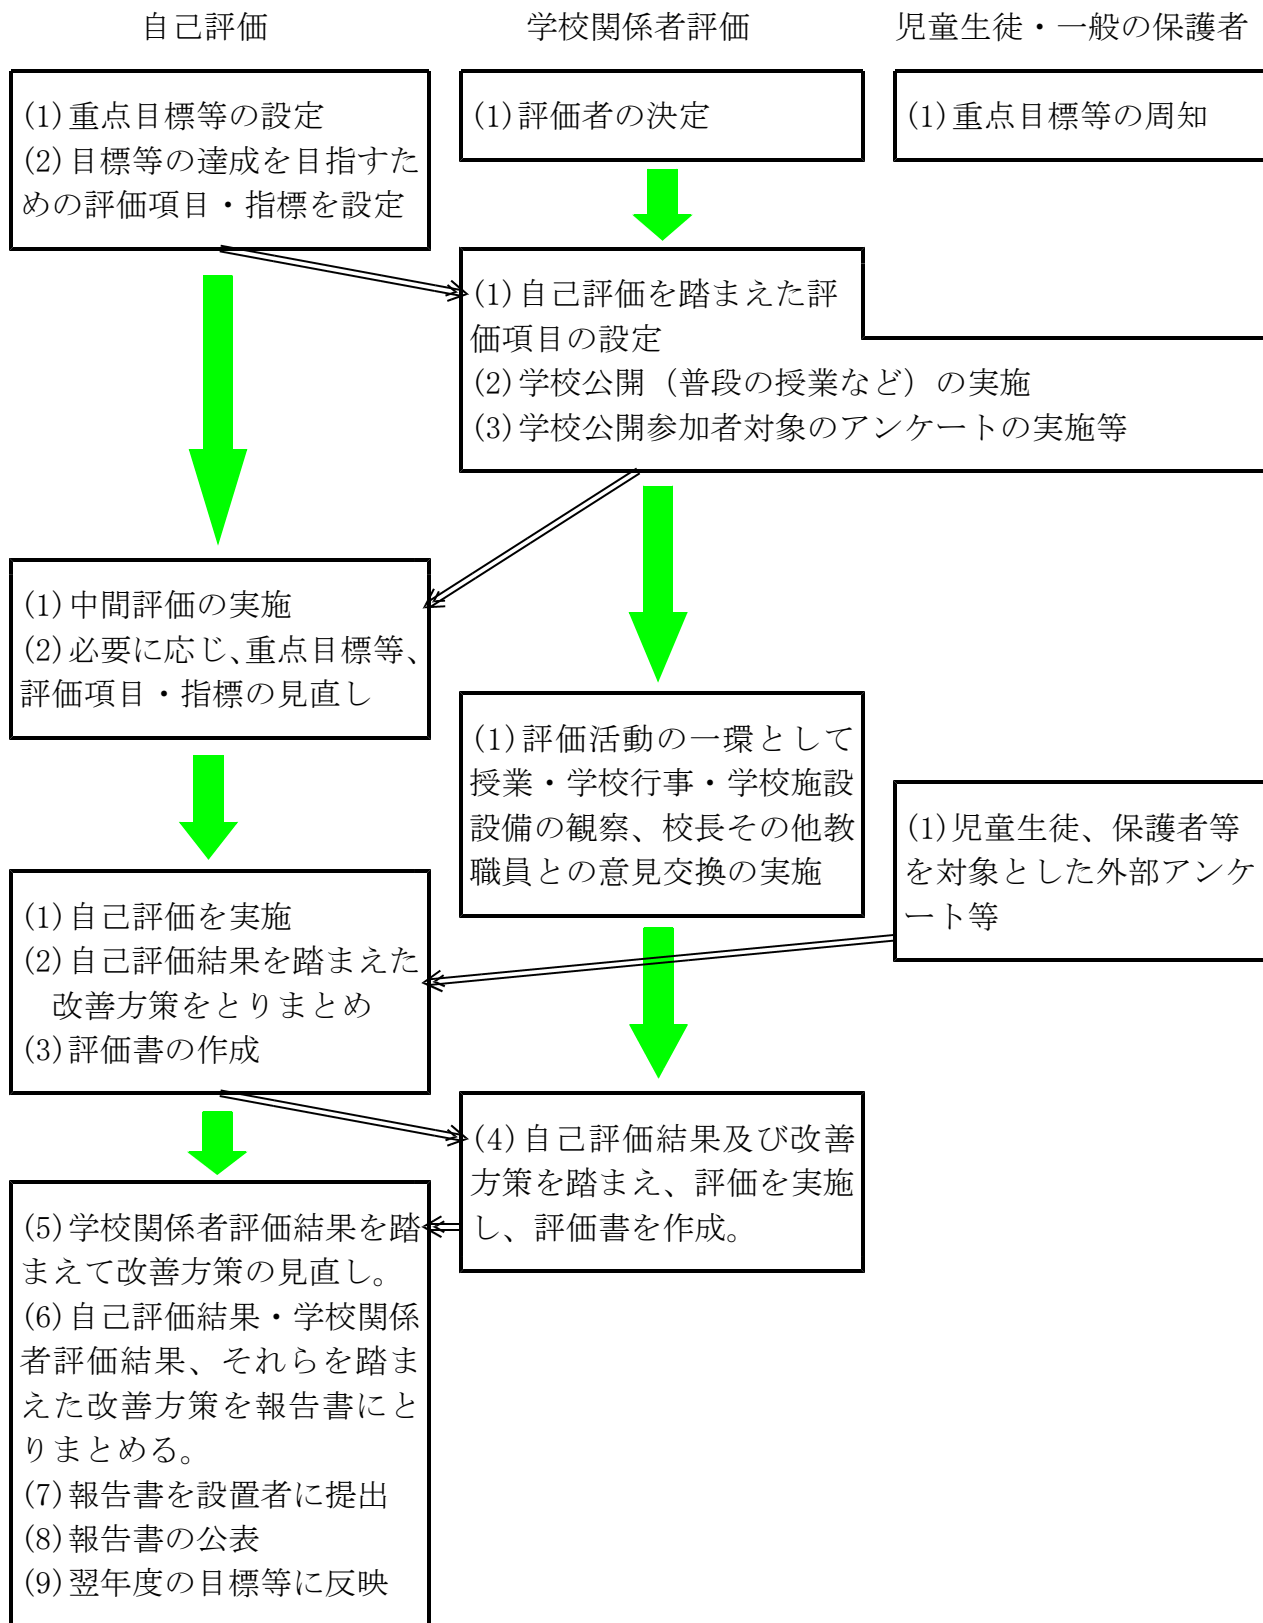 自己評価
学校関係者評価
児童生徒・一般の保護者
(1)重点目標等の設定
(2)目標等の達成を目指すた
めの評価項目・指標を設定
(1)評価者の決定
(1)重点目標等の周知
(1)自己評価を踏まえた評
価項目の設定
(2)学校公開（普段の授業など）の実施
(3)学校公開参加者対象のアンケートの実施等
(1)中間評価の実施
(2)必要に応じ、重点目標等、
評価項目・指標の見直し
(1)評価活動の一環として
授業・学校行事・学校施設
設備の観察、校長その他教
職員との意見交換の実施
(1)児童生徒、保護者等
を対象とした外部アンケ
ート等
(1)自己評価を実施
(2)自己評価結果を踏まえた
改善方策をとりまとめ
(3)評価書の作成
(4)自己評価結果及び改善
方策を踏まえ、評価を実施
し、評価書を作成。
(5)学校関係者評価結果を踏
まえて改善方策の見直し。
(6)自己評価結果・学校関係
者評価結果、それらを踏ま
えた改善方策を報告書にと
りまとめる。
(7)報告書を設置者に提出
(8)報告書の公表
(9)翌年度の目標等に反映